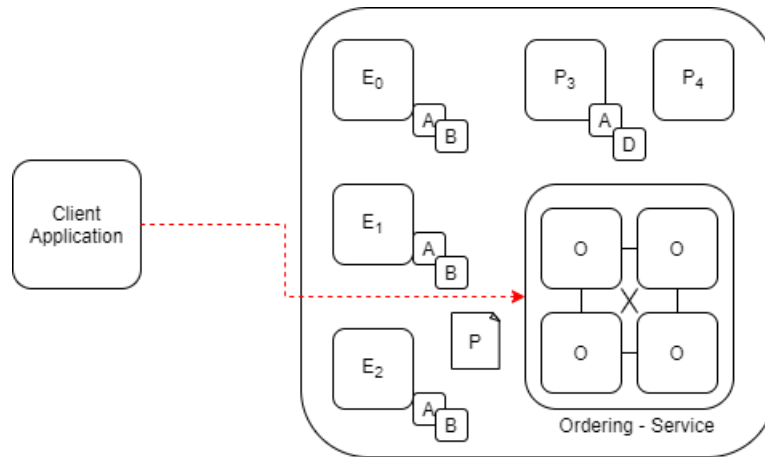 E₀
A
B
P₃
A
D
P₄
Client
Application
E₁
A
B
O
O
O
O
P
E₂
A
B
Ordering - Service